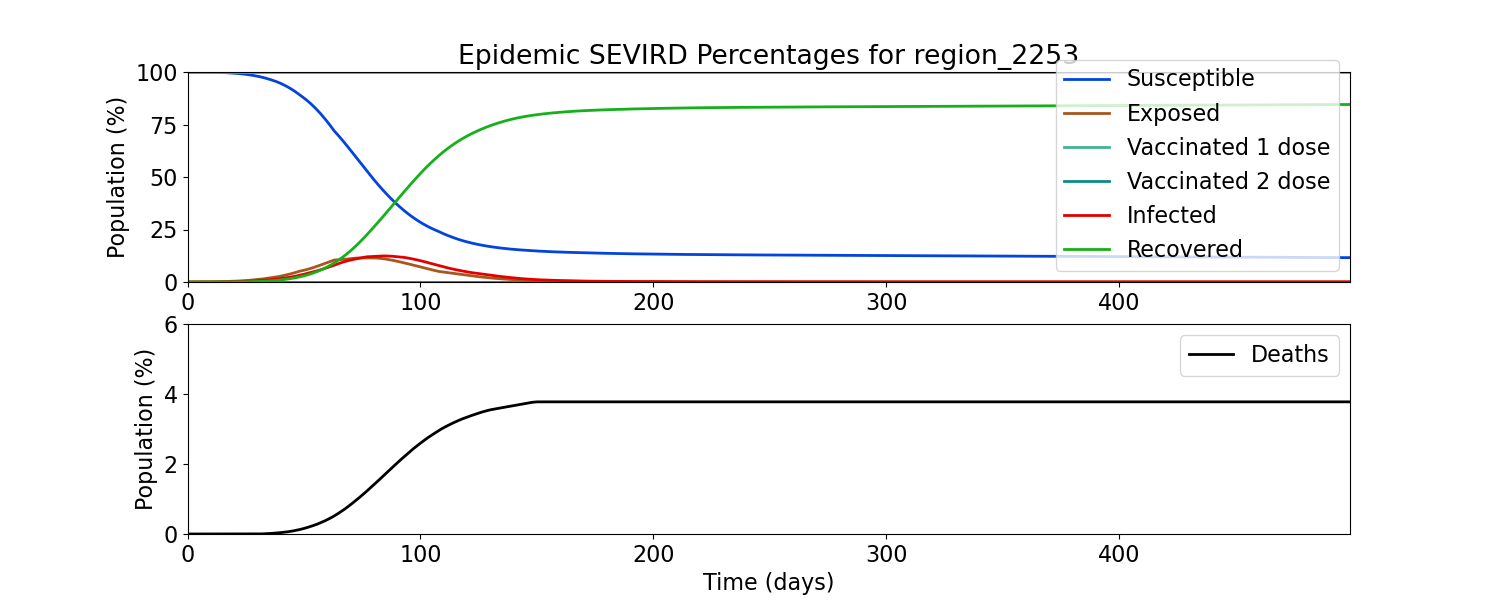 Epidemic SEVIRD Percentages for region_2253
Population (%)
100
75
50
25
0
0 100 200 300 400
Susceptible
Exposed
Vaccinated 1 dose
Vaccinated 2 dose
Infected
Recovered
Population (%)
6
4
2
0
0 100 200 300 400
Deaths
Time (days)